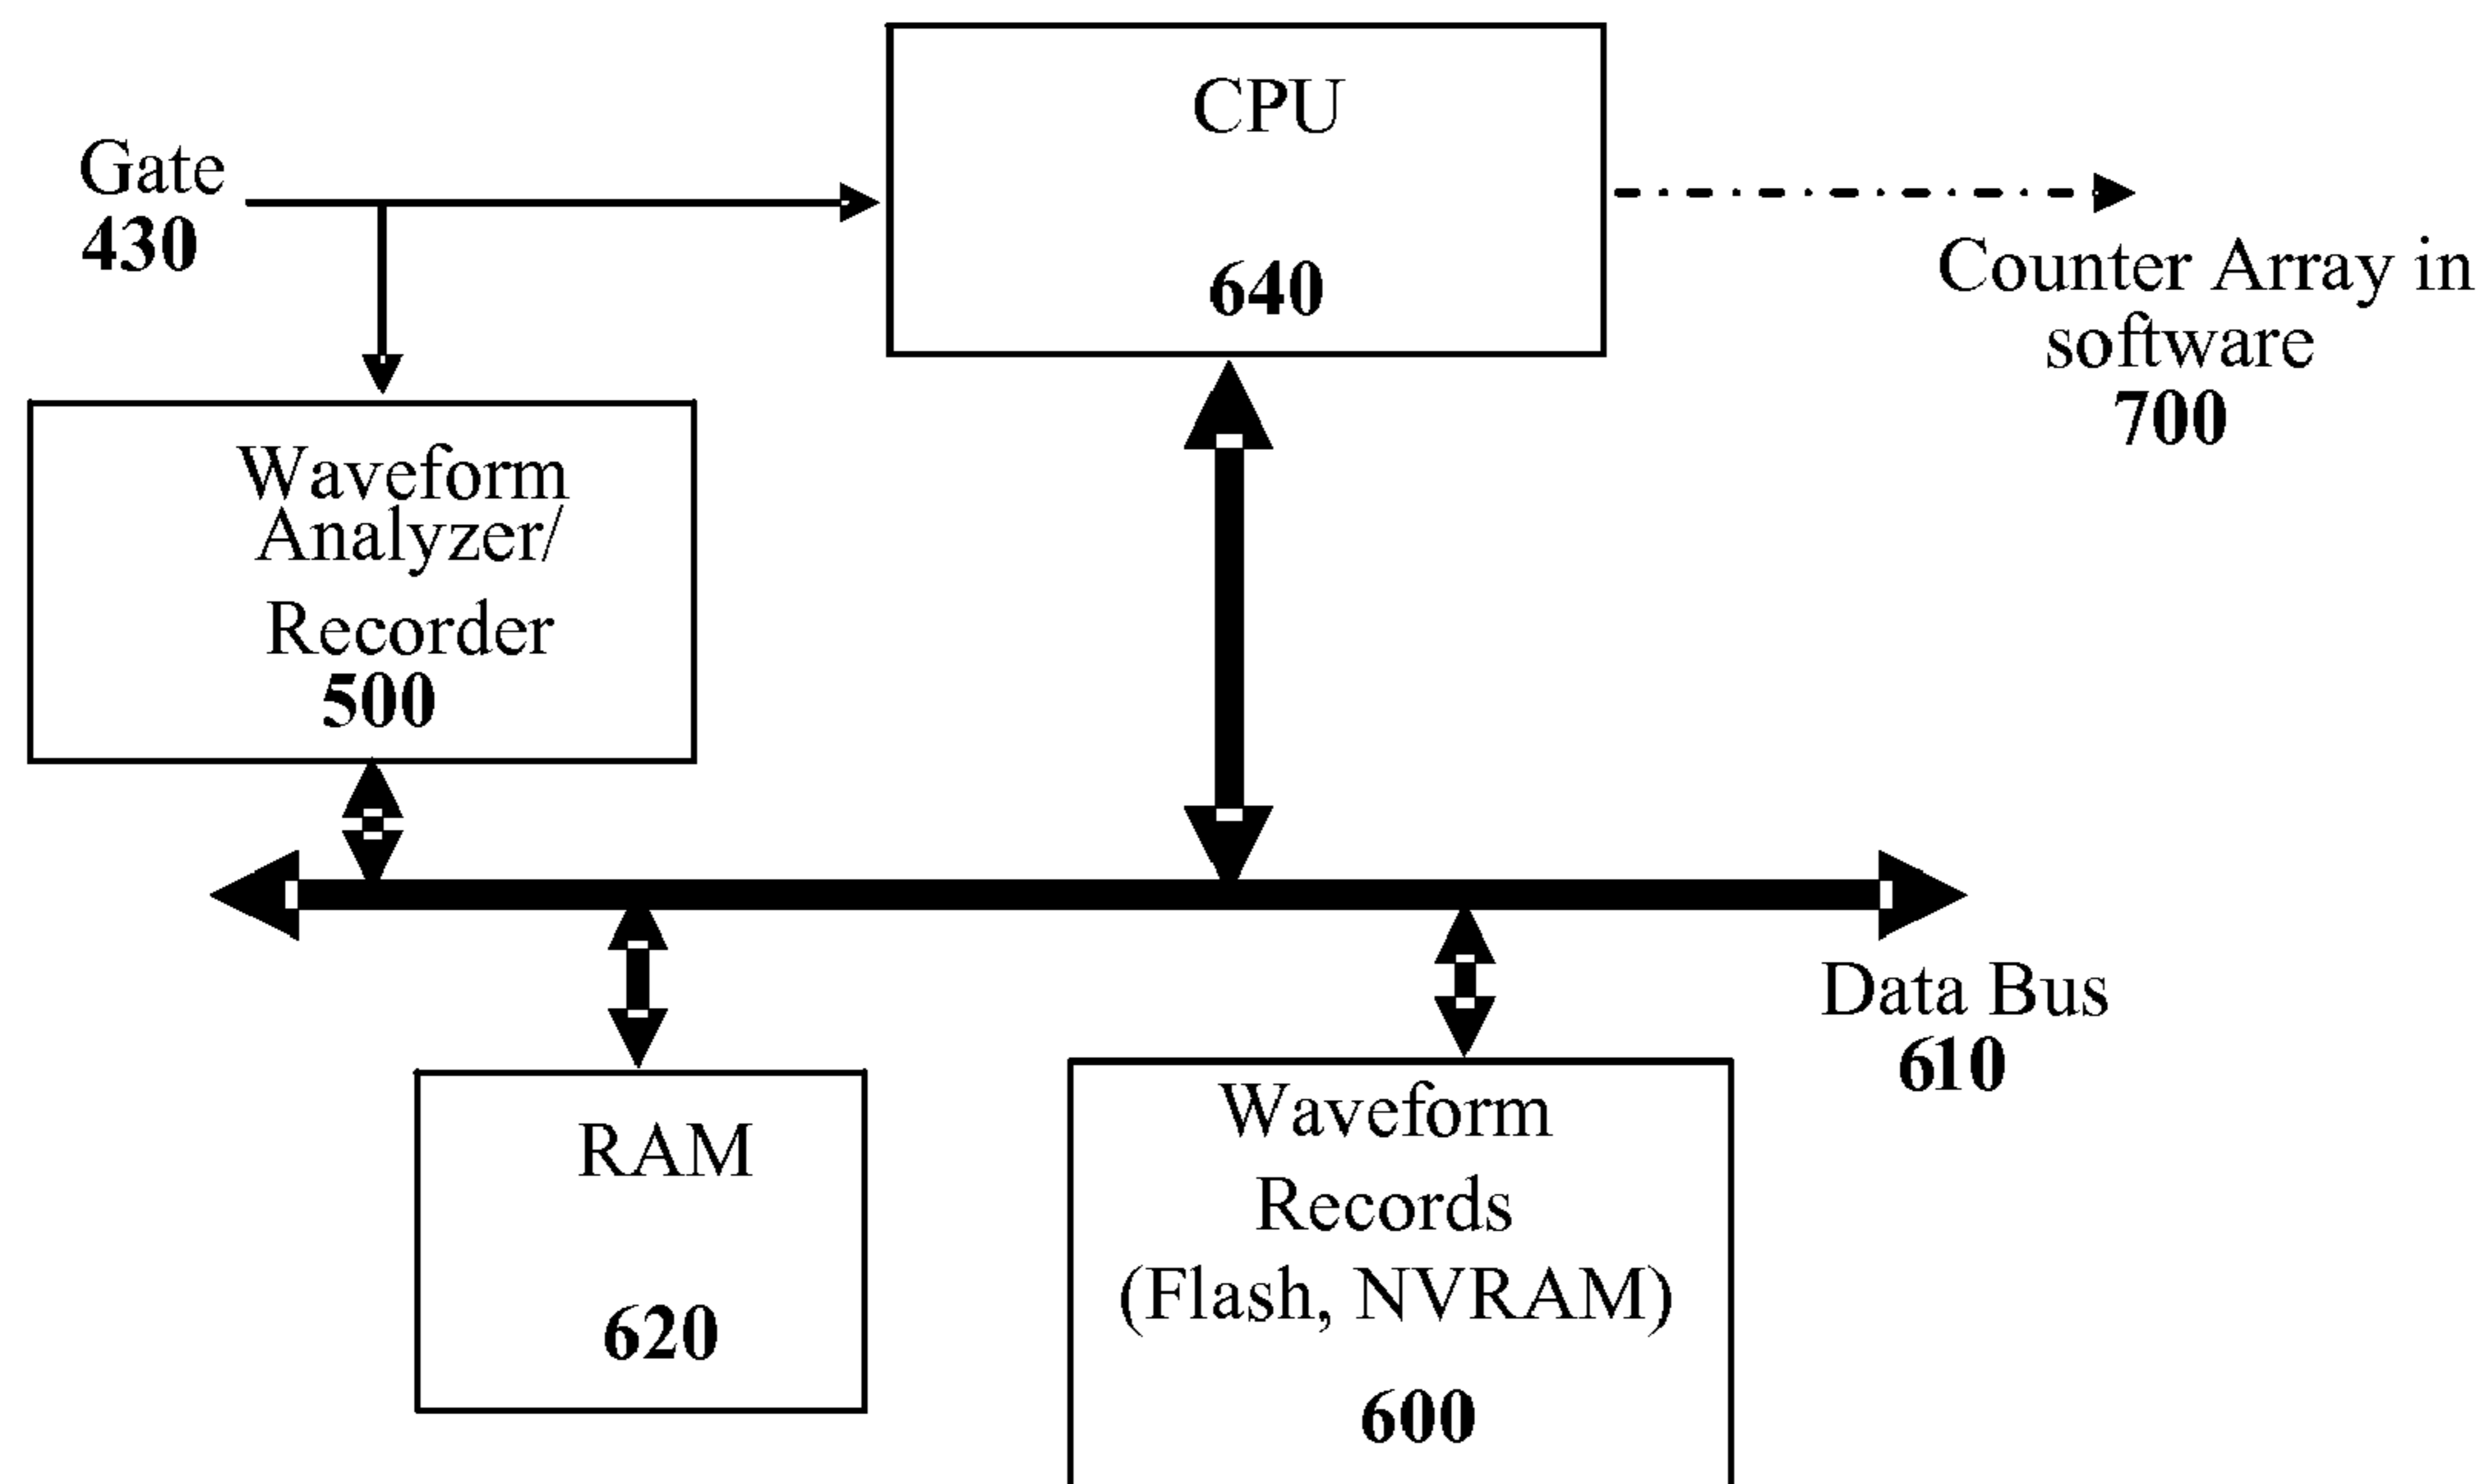 CPU
640
Gate
430
Counter Array in
software
700
Waveform
Analyzer/
Recorder
500
Data Bus
610
RAM
620
Waveform
Records
(Flash, NVRAM)
600